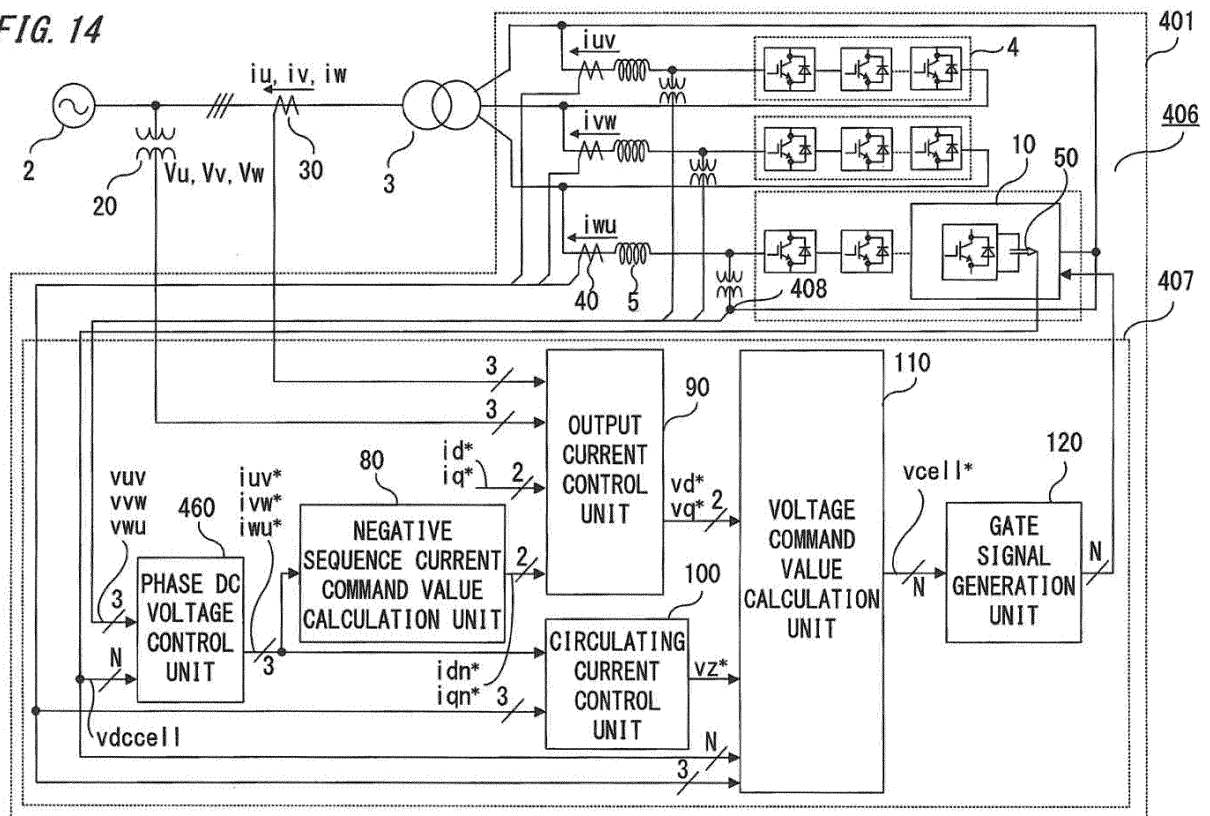 FIG. 14
401
iuv
4
iu, iv, iw
406
ivw
10
50
2
20
Vu, Vv, Vw
30
3
iwu
40
5
408
407
3
90
110
3
OUTPUT
CURRENT
CONTROL
UNIT
id*
iq*
2
vcell*
120
vuv
vvw
vwu
iuv*
ivw*
iwu*
80
vd*
vq*
2
460
NEGATIVE
SEQUENCE CURRENT
COMMAND VALUE
CALCULATION UNIT
2
VOLTAGE
COMMAND
VALUE
CALCULATION
UNIT
GATE
SIGNAL
GENERATION
UNIT
N
N
100
PHASE DC
VOLTAGE
CONTROL
UNIT
3
3
N
CIRCULATING
CURRENT
CONTROL
UNIT
vz*
idn*
iqn*
3
vdccell
N
3